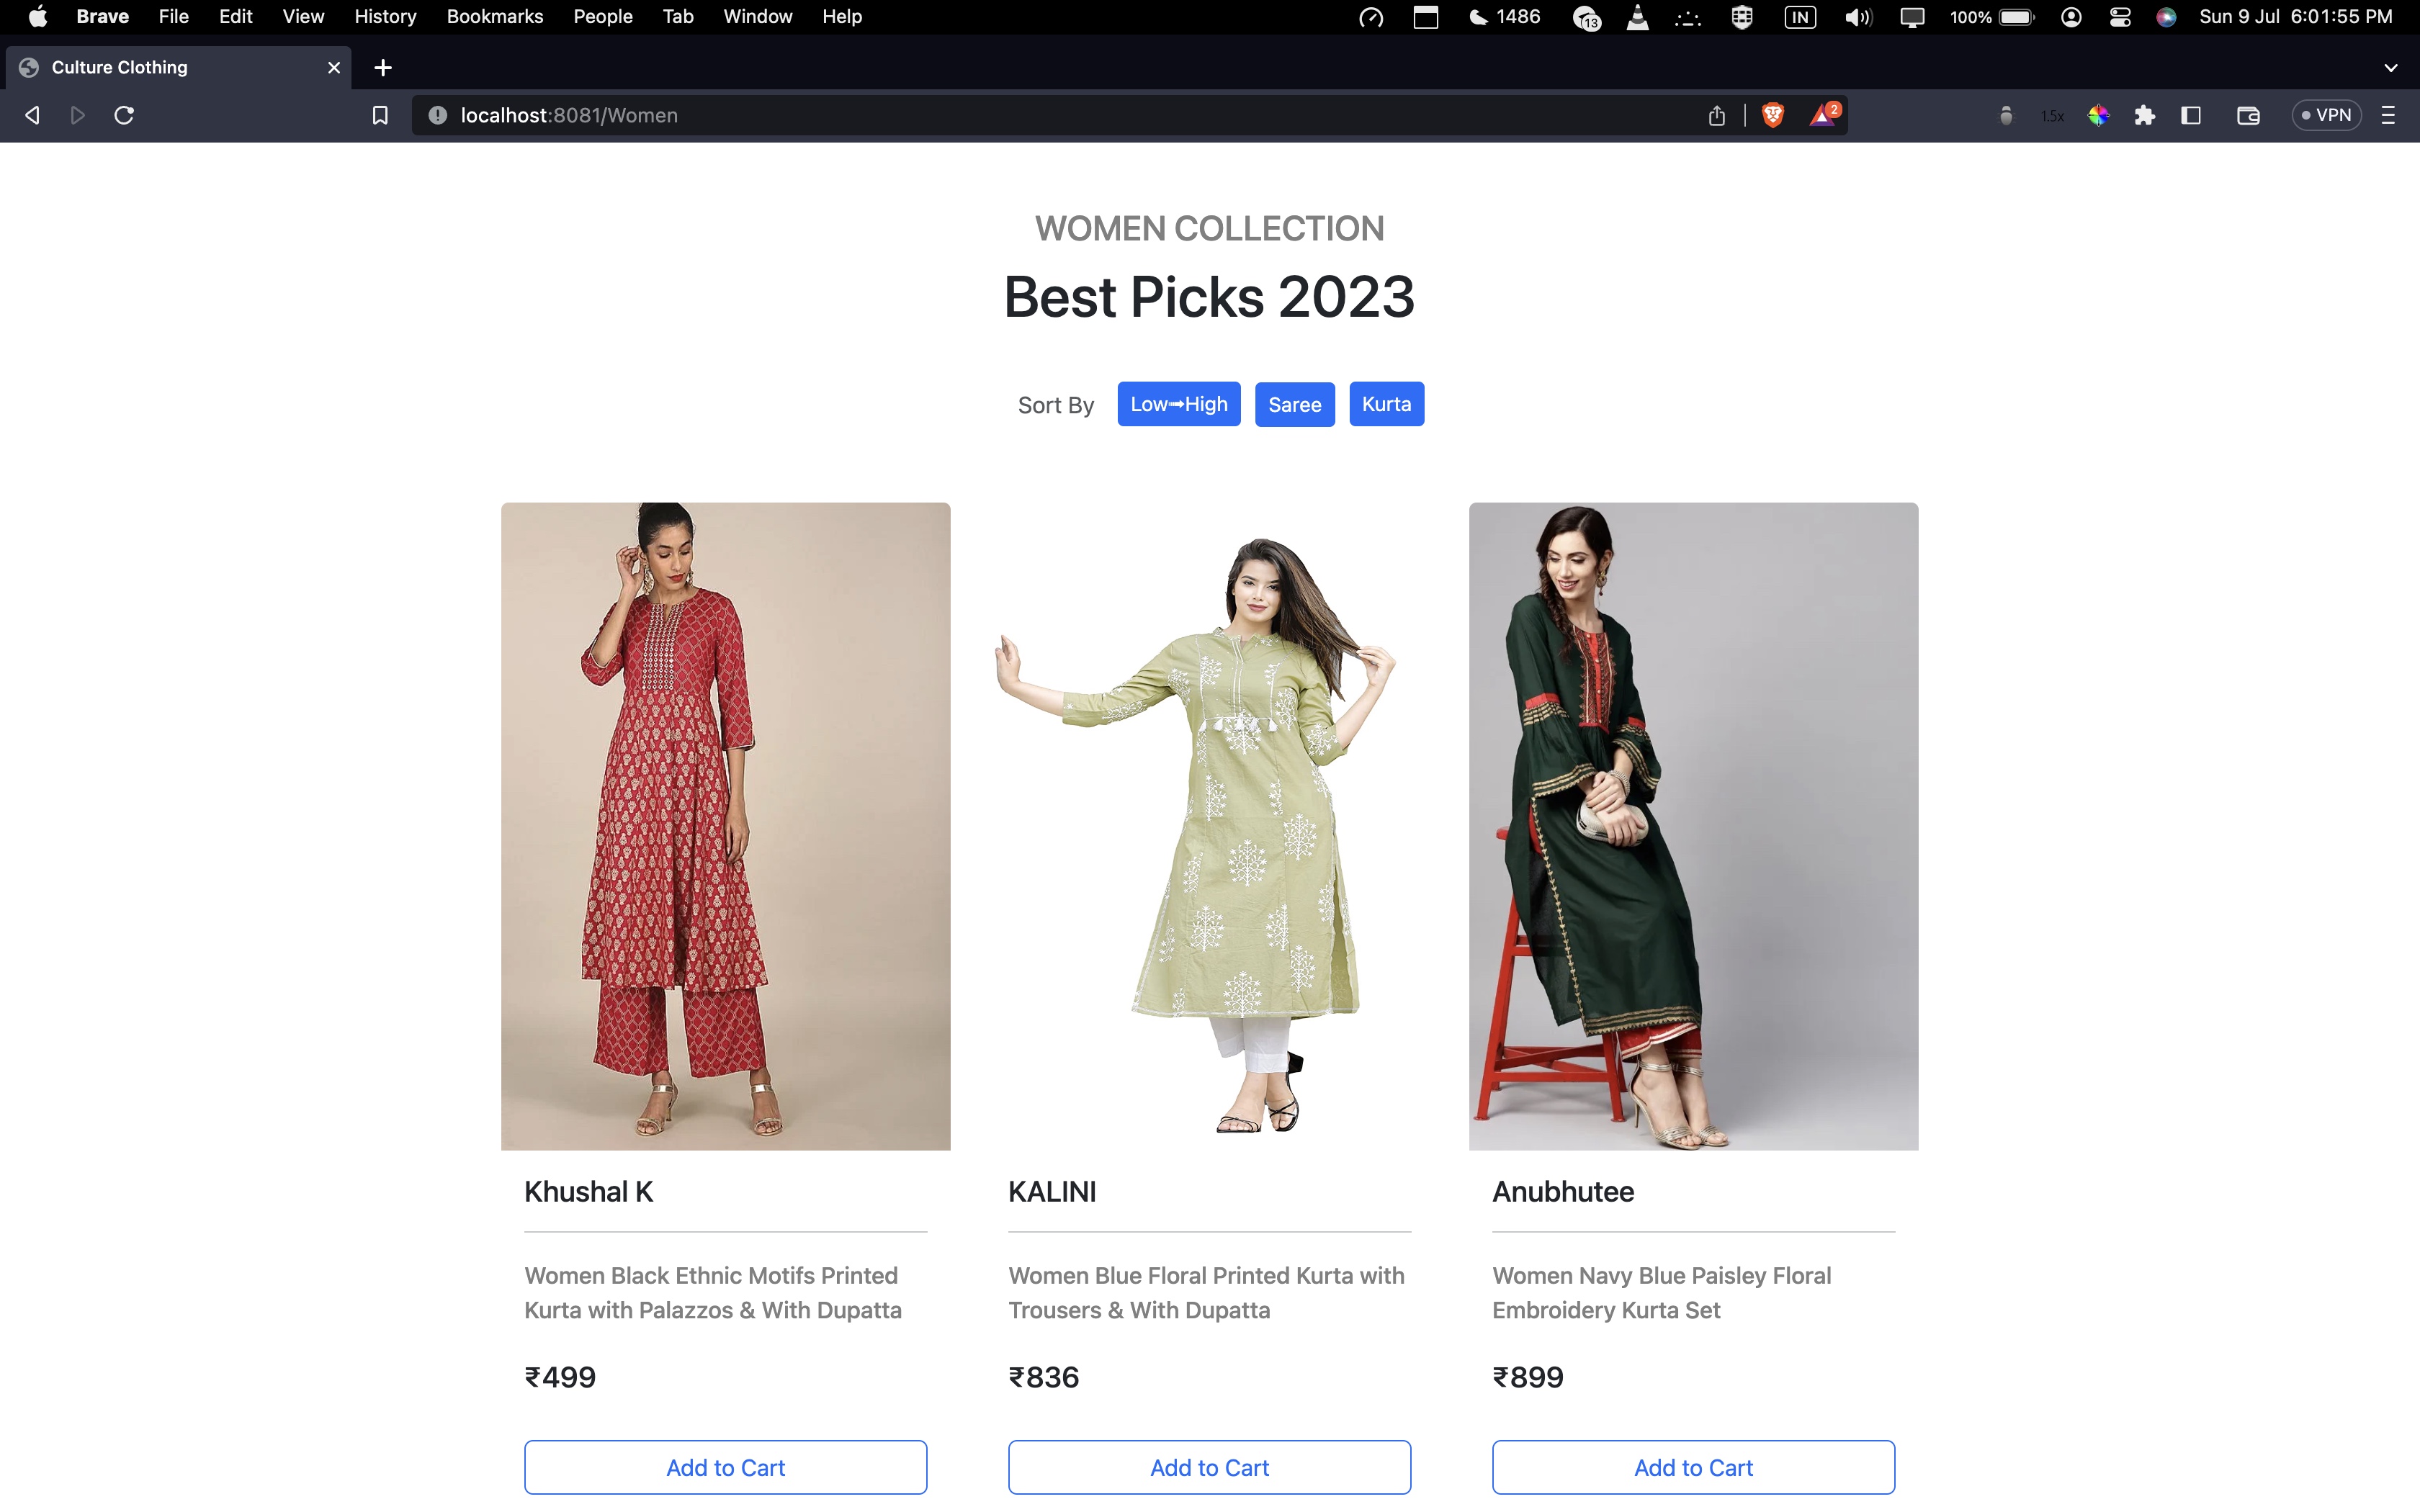 Brave File Edit View History Bookmarks People Tab Window Help 1486 13 IN 100% Sun 9 Jul 6:01:55 PM
Culture Clothing
localhost:8081/Women 2 1.5x VPN
WOMEN COLLECTION
Best Picks 2023
Sort By Low➟High Saree Kurta
Khushal K
Women Black Ethnic Motifs Printed
Kurta with Palazzos & With Dupatta
₹499
Add to Cart
KALINI
Women Blue Floral Printed Kurta with
Trousers & With Dupatta
₹836
Add to Cart
Anubhutee
Women Navy Blue Paisley Floral
Embroidery Kurta Set
₹899
Add to Cart